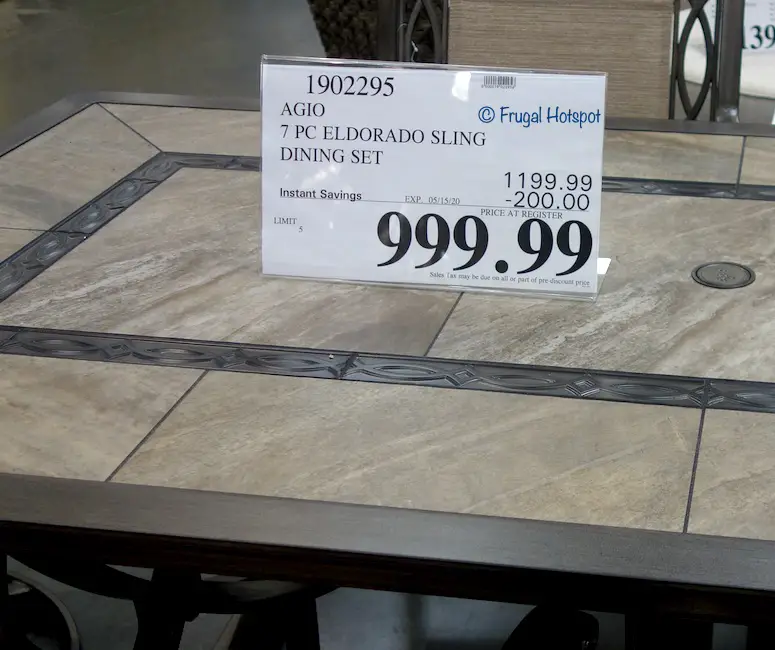 139
1902295
© Frugal Hotspot
AGIO
7 PC ELDORADO SLING
DINING SET
1199.99
Instant Savings EXP. 05/15/20 -200.00
PRICE AT REGISTER
LIMIT
5
999.99
Sales Tax may be due on all or part of pre-discount price